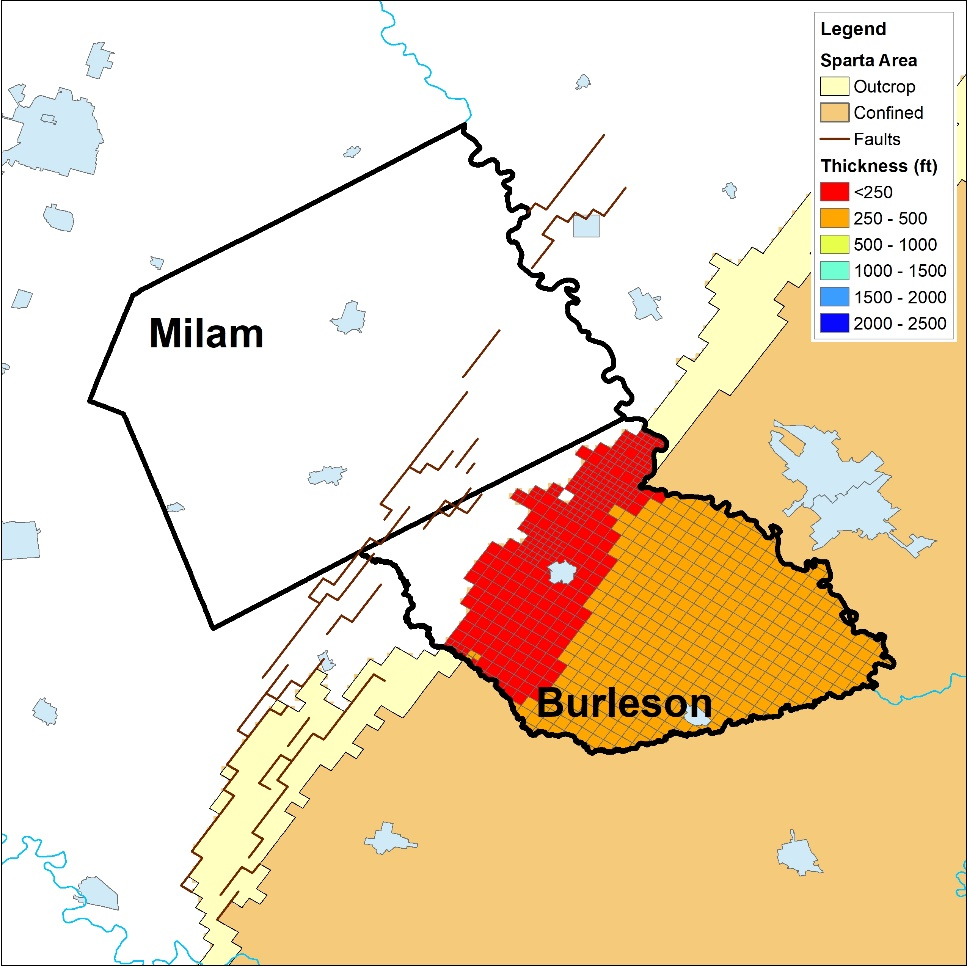 Legend
Sparta Area
Outcrop
Confined
Faults
Thickness (ft)
<250
250 - 500
500 - 1000
1000 - 1500
1500 - 2000
2000 - 2500
Milam
Burleson